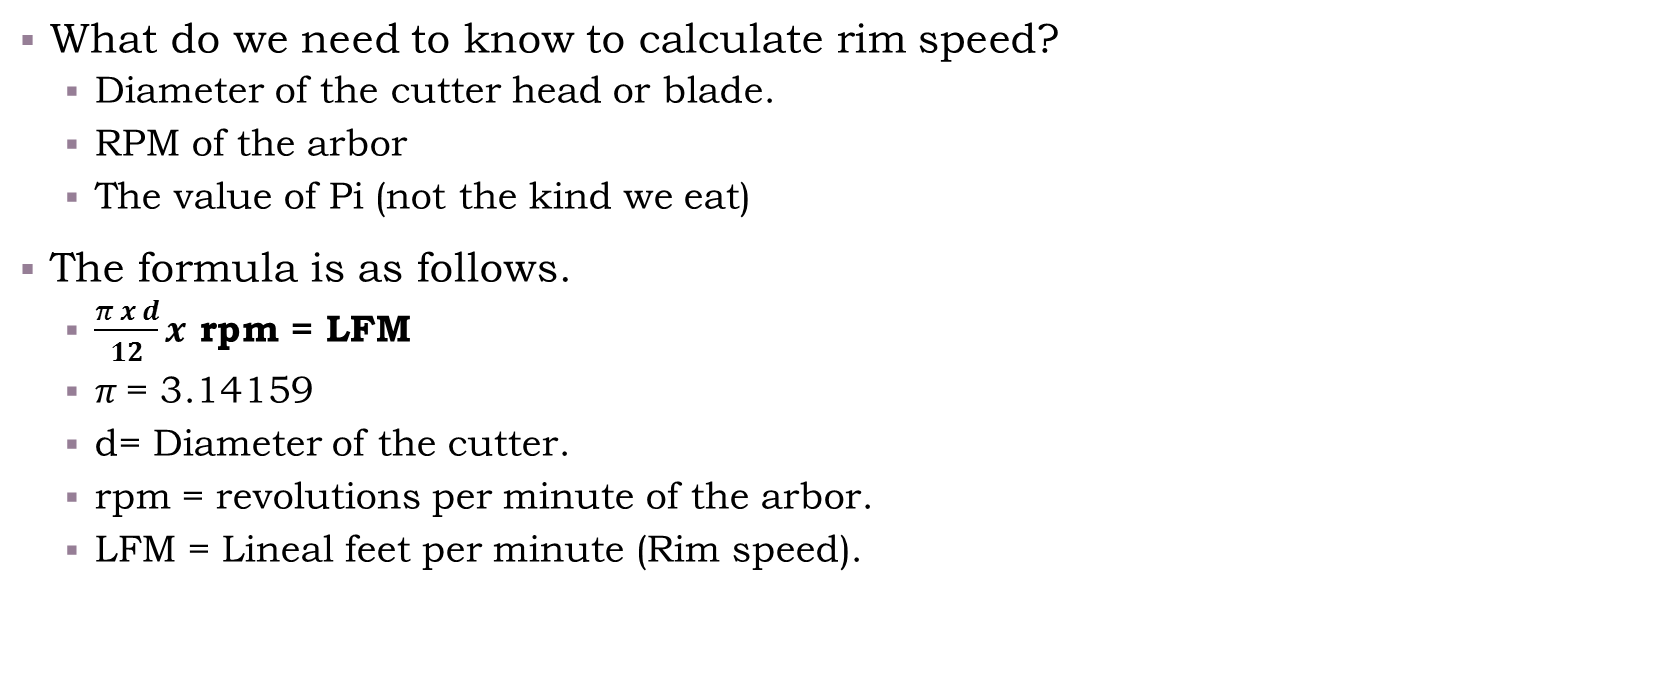 ▪ What do we need to know to calculate rim speed?
▪ Diameter of the cutter head or blade.
▪ RPM of the arbor
▪ The value of Pi (not the kind we eat)
▪ The formula is as follows.
▪ \frac{π x d}{12} x rpm = LFM
▪ π = 3.14159
▪ d= Diameter of the cutter.
▪ rpm = revolutions per minute of the arbor.
▪ LFM = Lineal feet per minute (Rim speed).